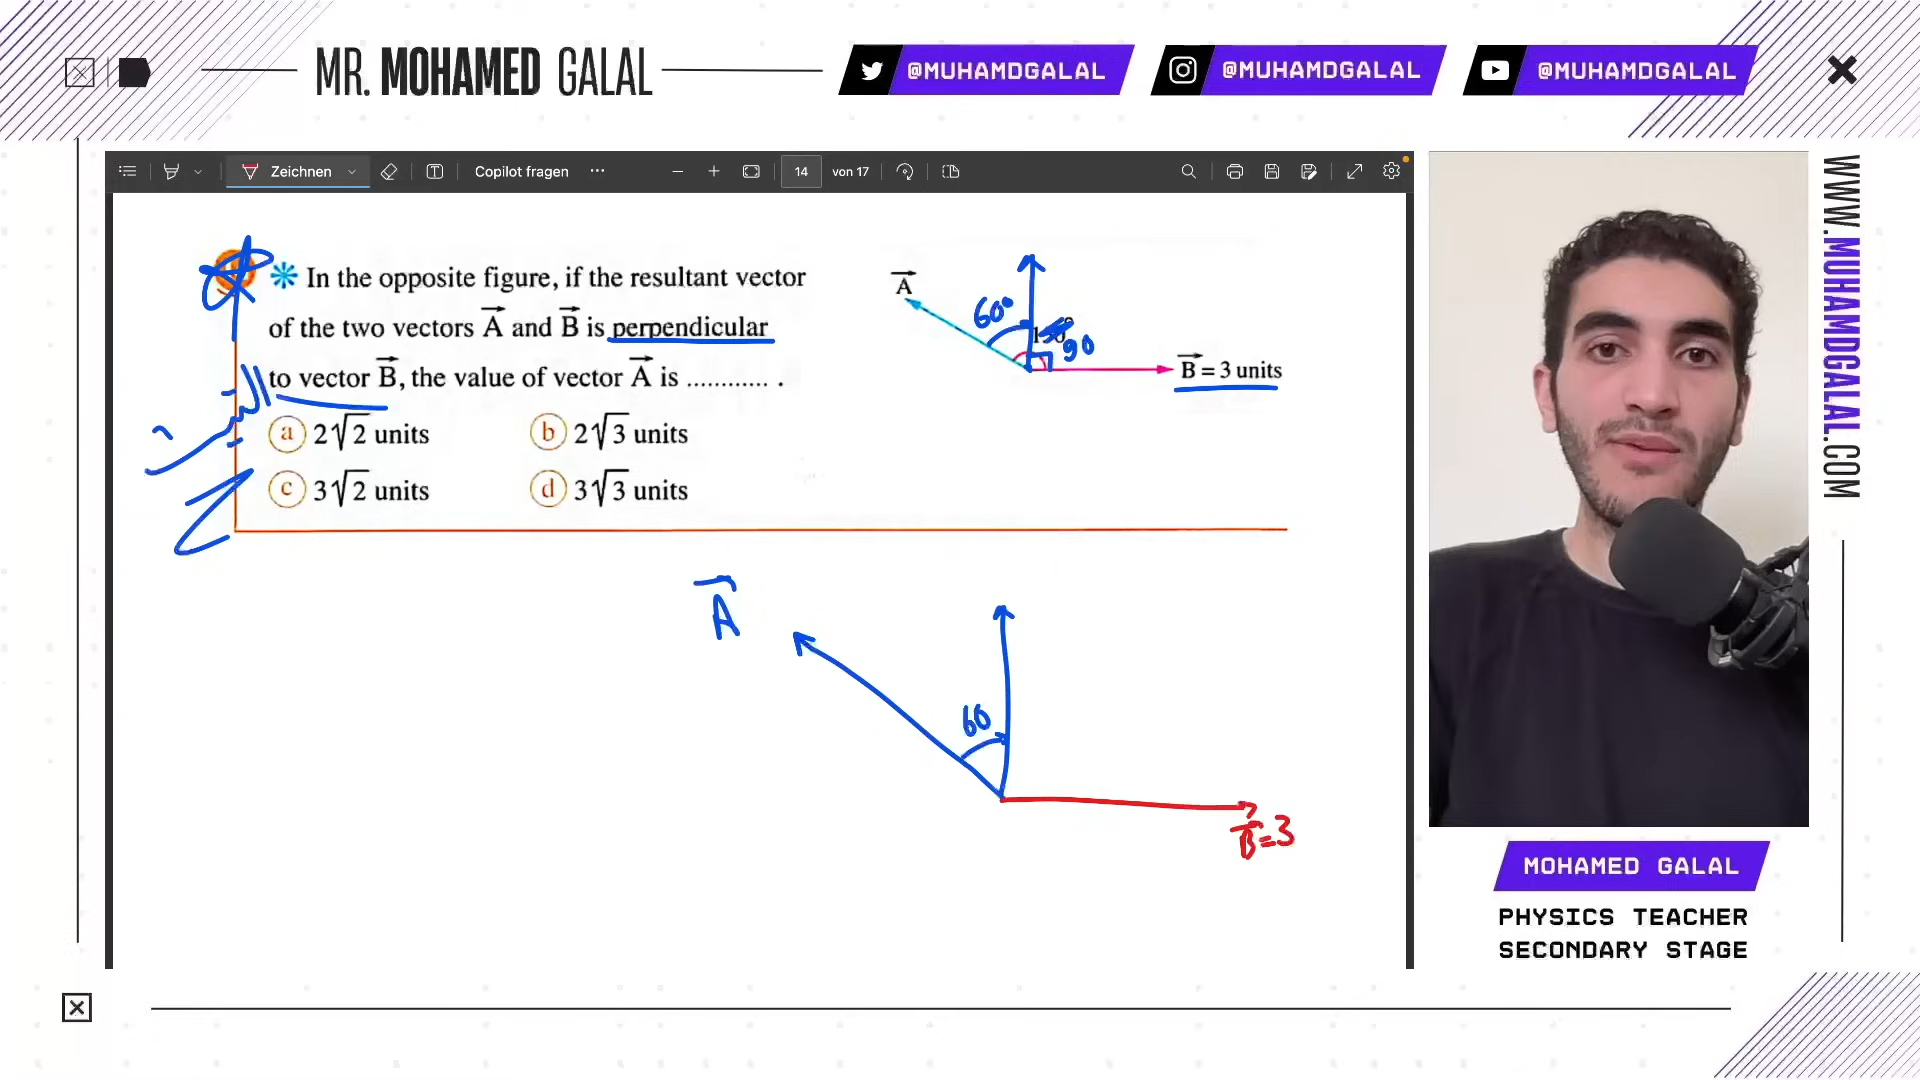 MR. MOHAMED GALAL
@MUHAMDGALAL
@MUHAMDGALAL
@MUHAMDGALAL
Zeichnen
Copilot fragen
14 von 17
In the opposite figure, if the resultant vector
of the two vectors A and B is perpendicular
to vector B, the value of vector A is ............ .
a 2√2 units
b 2√3 units
c 3√2 units
d 3√3 units
A
60°
90
B = 3 units
A
60
B=3
WWW.MUHAMDGALAL.COM
MOHAMED GALAL
PHYSICS TEACHER
SECONDARY STAGE